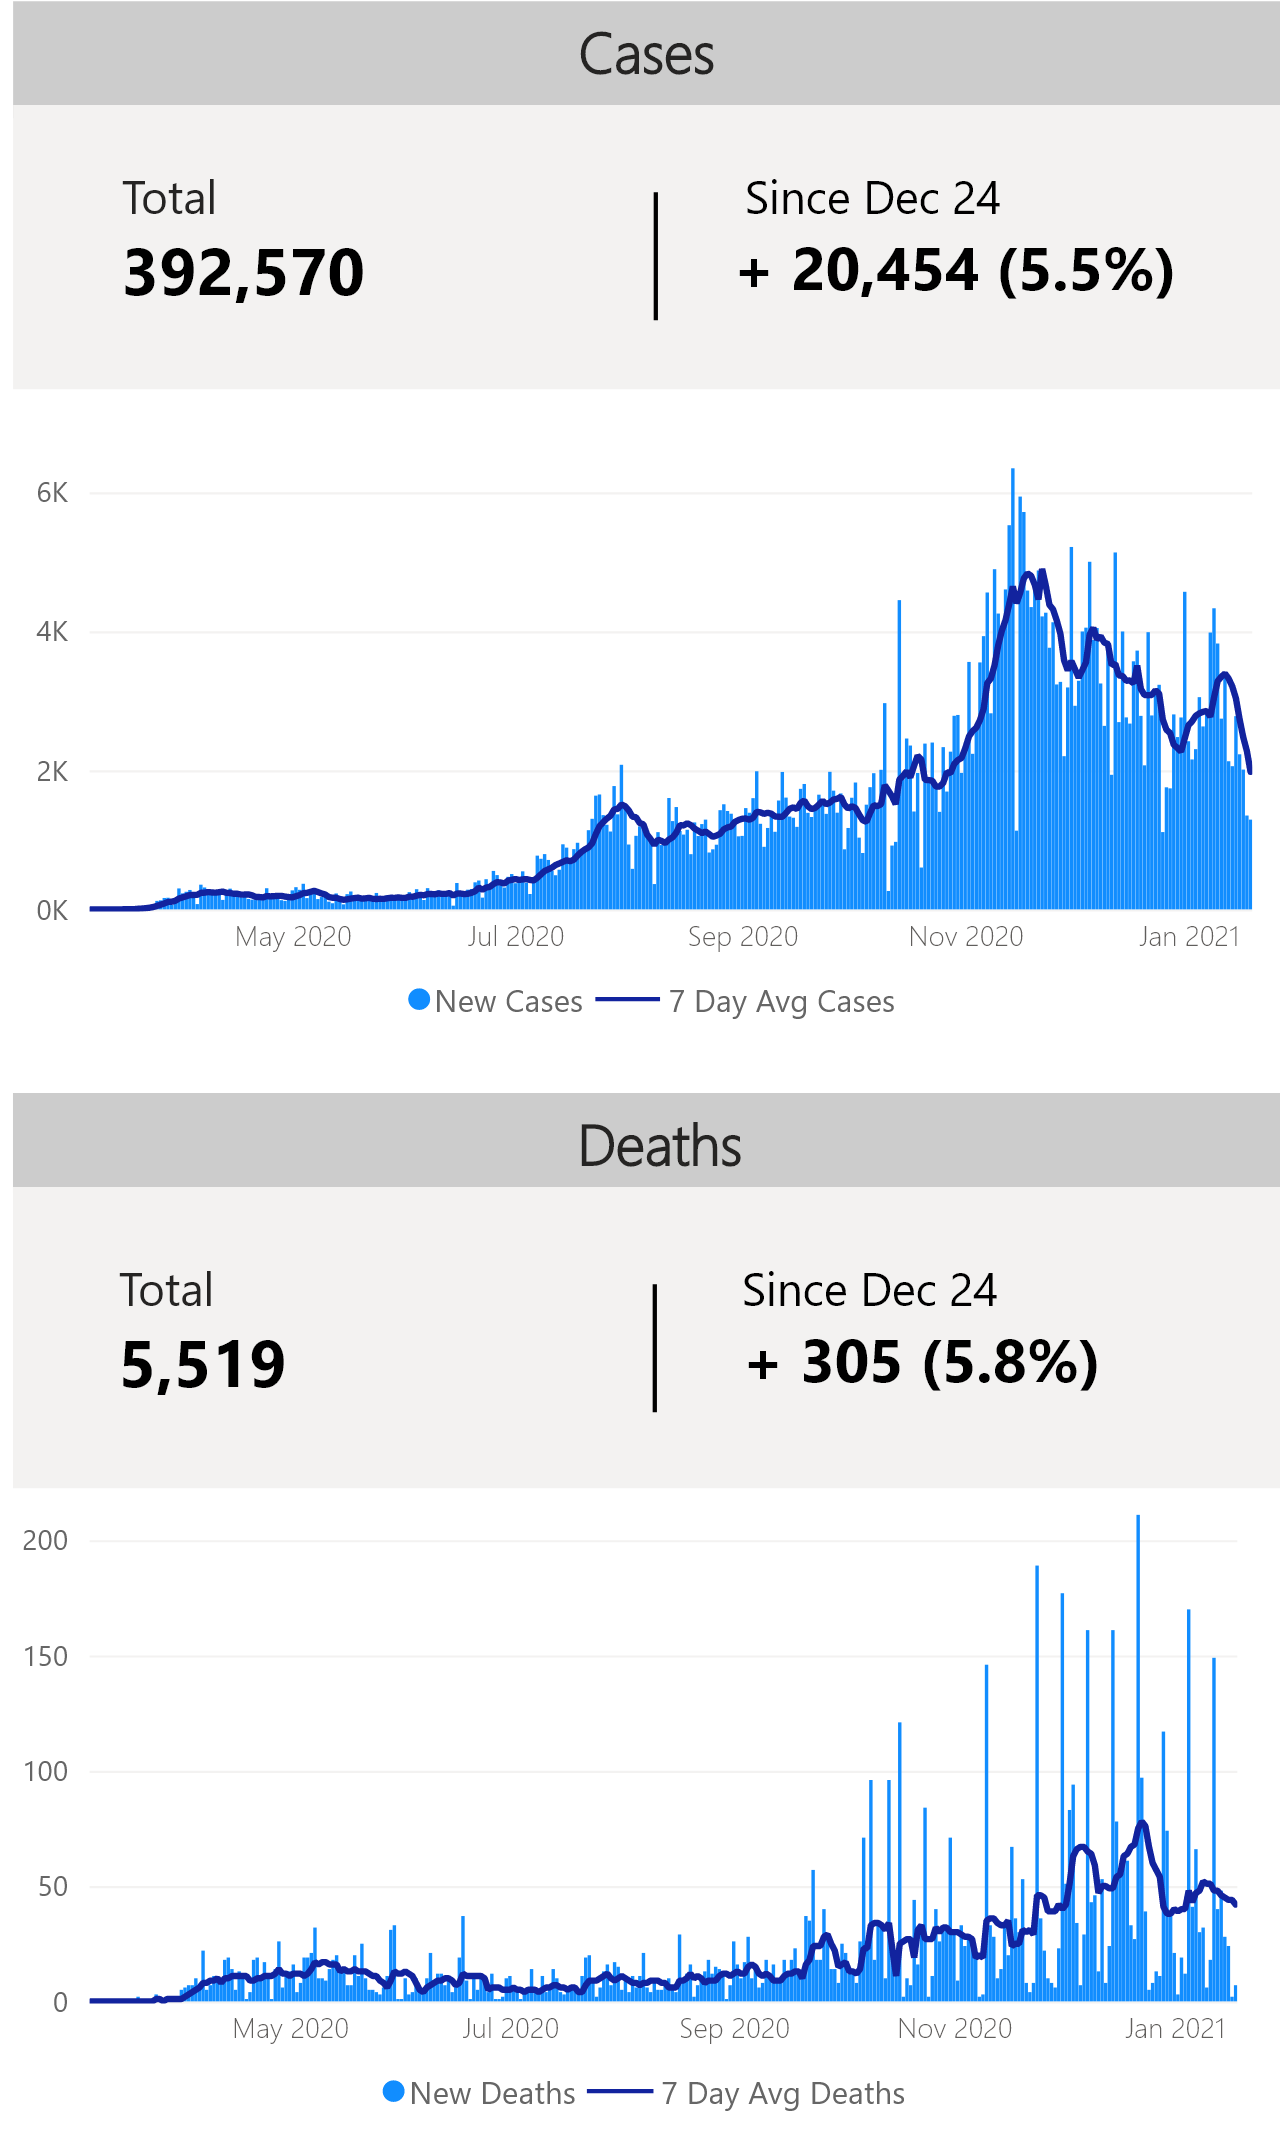 Cases
Total
Since Dec 24
392,570
+ 20,454 (5.5%)
6K
4K
2K
0K
May 2020
Jul 2020
Sep 2020
Nov 2020
Jan 2021
New Cases
7 Day Avg Cases
Deaths
Total
Since Dec 24
5,519
+ 305 (5.8%)
200
150
100
50
0
May 2020
Jul 2020
Sep 2020
Nov 2020
Jan 2021
New Deaths
7 Day Avg Deaths